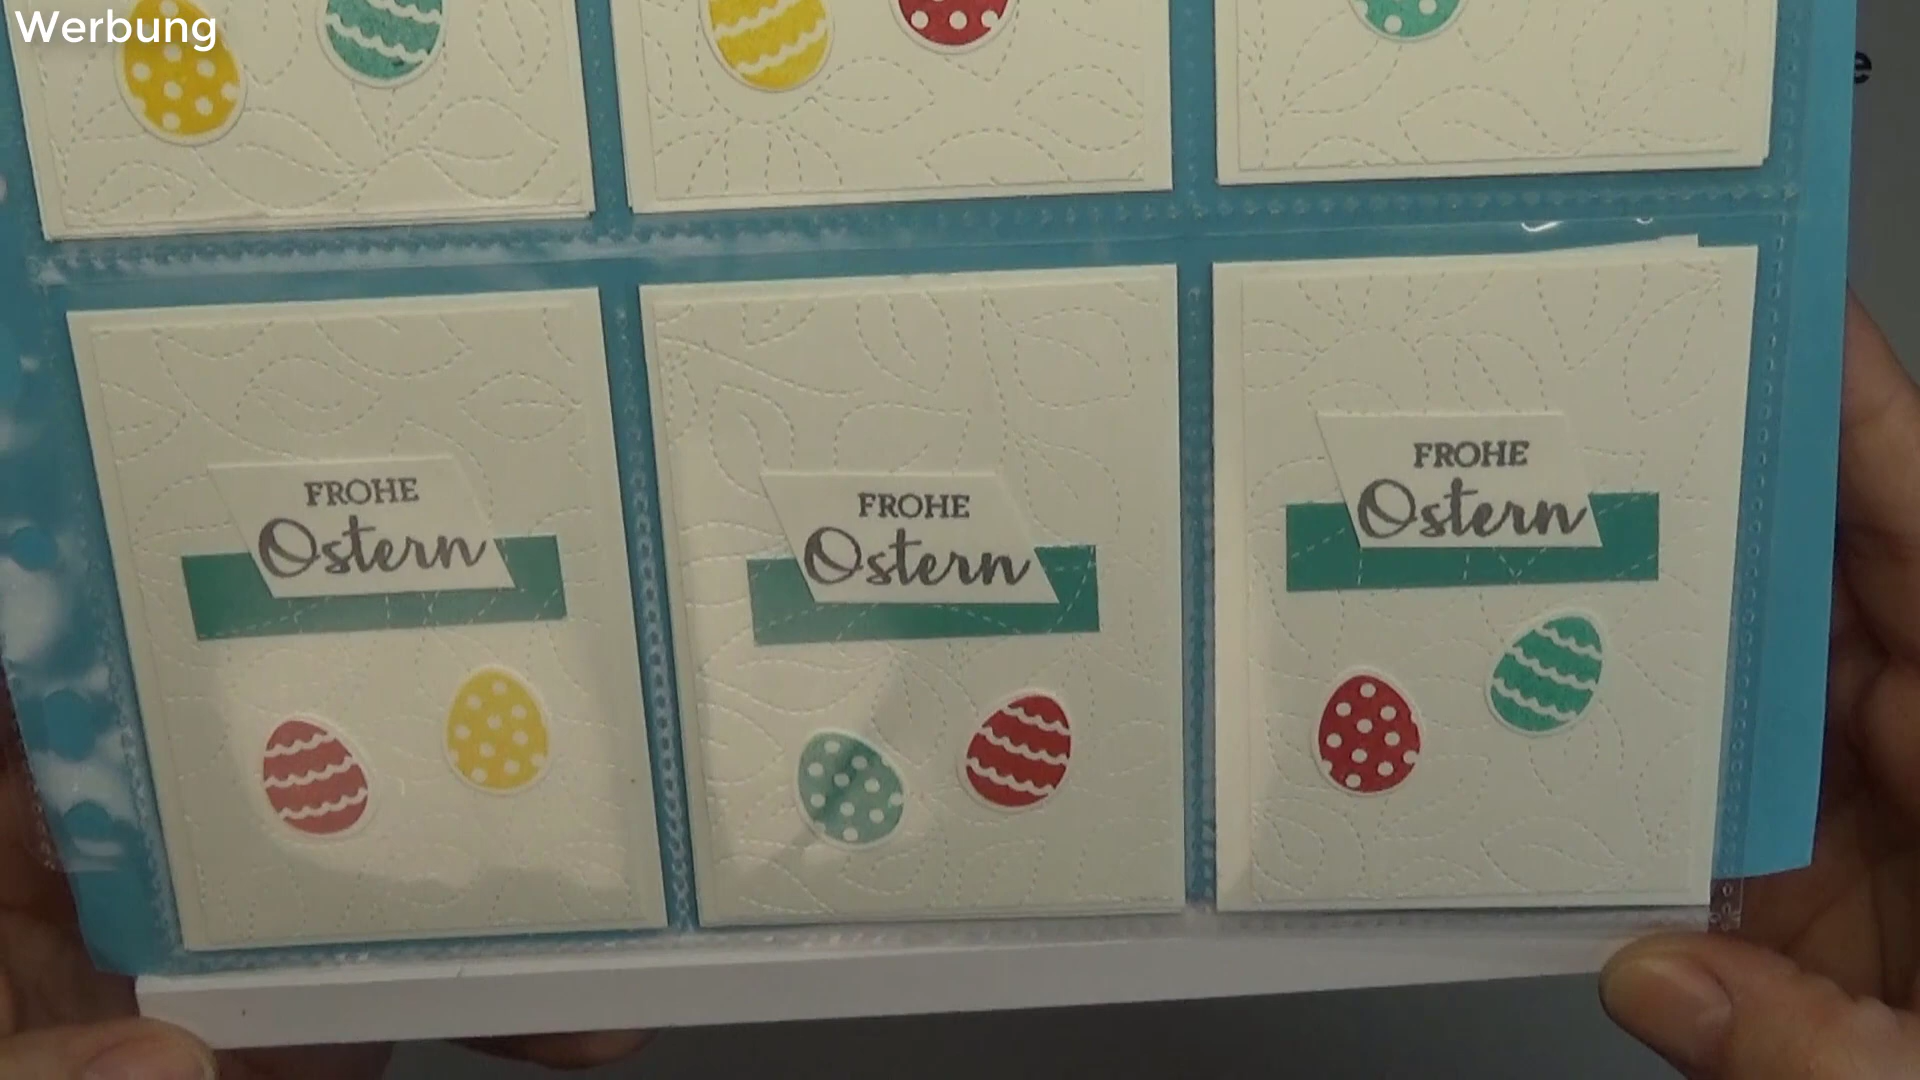 Werbung
FROHE
Ostern
FROHE
Ostern
FROHE
Ostern